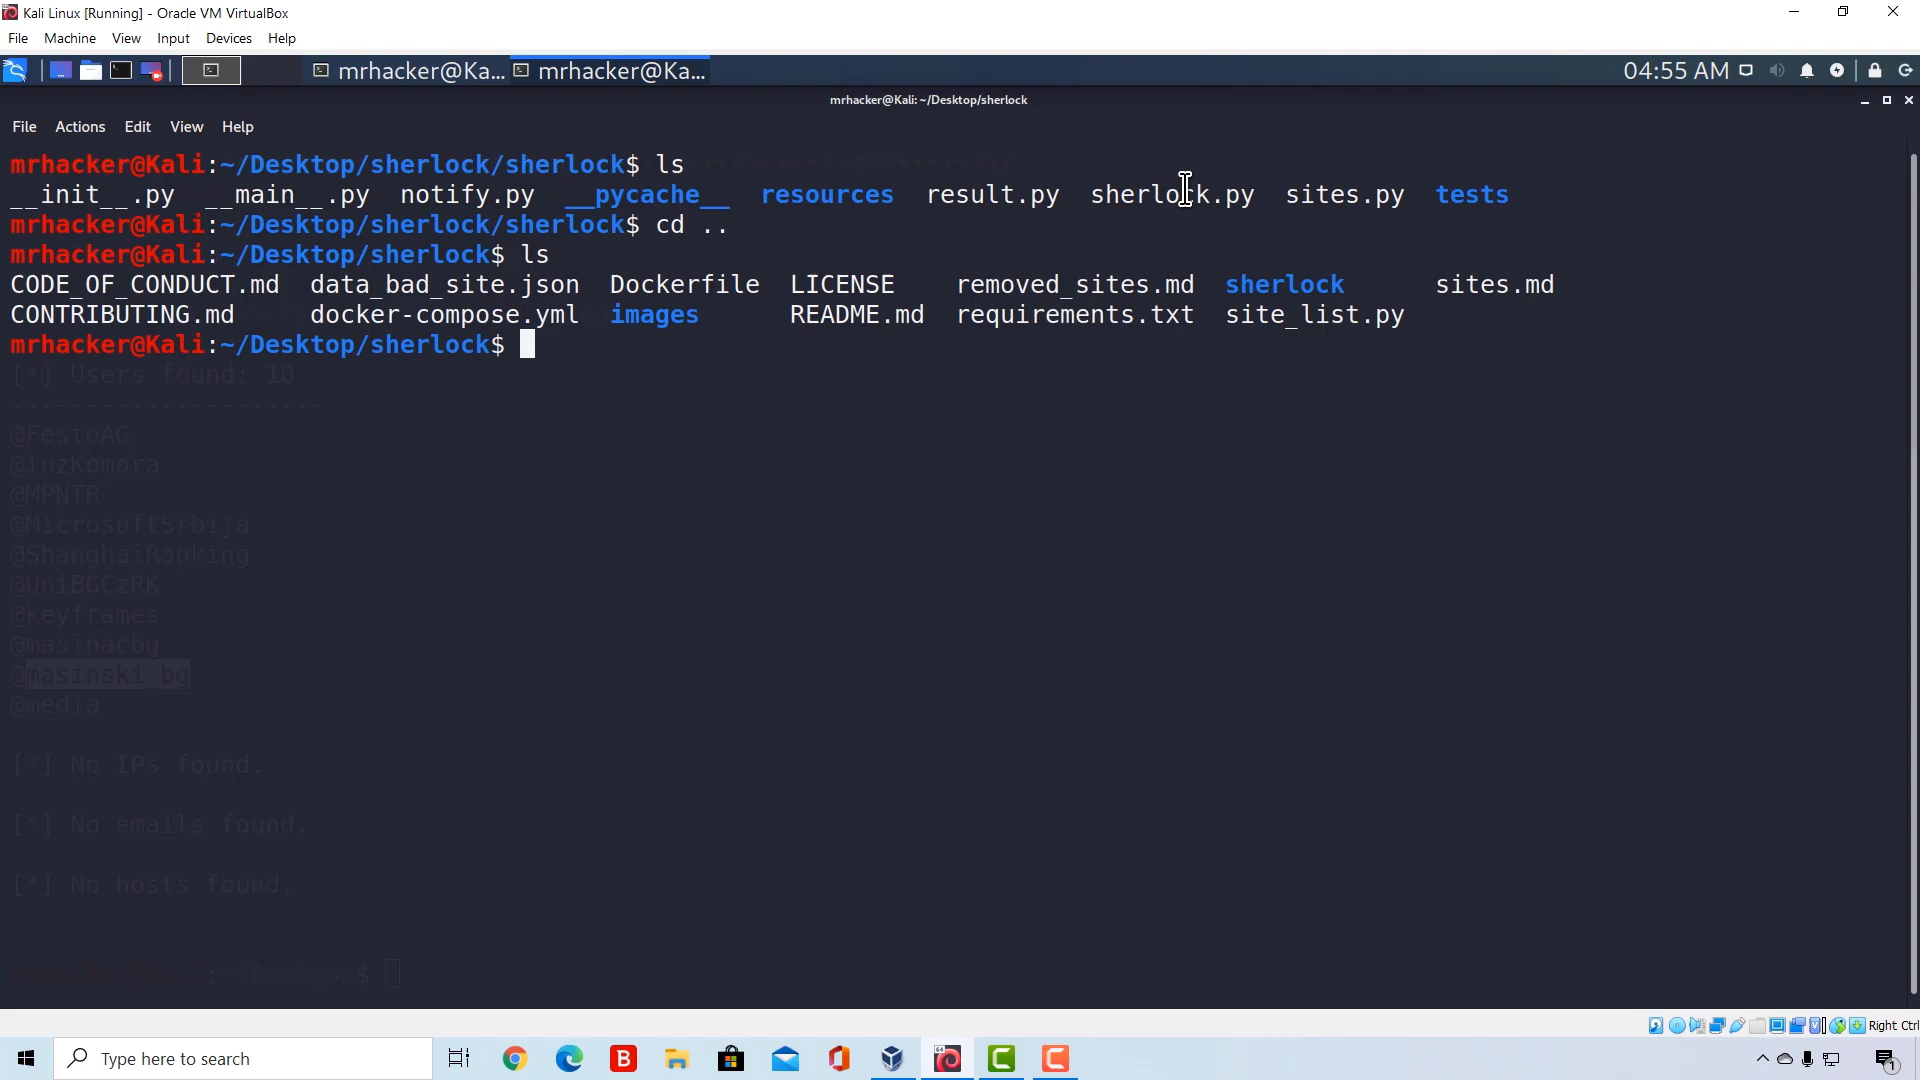 Kali Linux [Running] - Oracle VM VirtualBox
File Machine View Input Devices Help
mrhacker@Ka... mrhacker@Ka... 04:55 AM
mrhacker@Kali: ~/Desktop/sherlock
File Actions Edit View Help
mrhacker@Kali:~/Desktop/sherlock/sherlock$ ls
__init__.py __main__.py notify.py __pycache__ resources result.py sherlock.py sites.py tests
mrhacker@Kali:~/Desktop/sherlock/sherlock$ cd ..
mrhacker@Kali:~/Desktop/sherlock$ ls
CODE_OF_CONDUCT.md data_bad_site.json Dockerfile LICENSE removed_sites.md sherlock sites.md
CONTRIBUTING.md docker-compose.yml images README.md requirements.txt site_list.py
mrhacker@Kali:~/Desktop/sherlock$
[*] Users found: 10
---------------------
@FestoAG
@InzKomora
@MPNTR
@MicrosoftSrbija
@ShanghaiRanking
@UniBGCzRK
@keyframes
@masinacbg
@masinski_bg
@media
[*] No IPs found.
[*] No emails found.
[*] No hosts found.
mrhacker@Kali:~/Desktop$
Right Ctrl
Type here to search